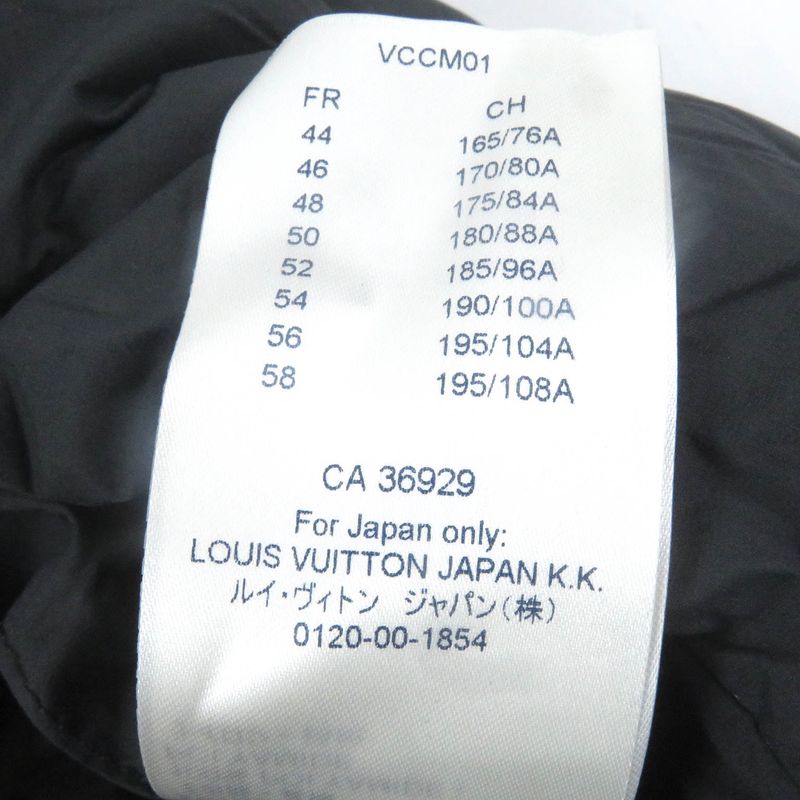 VCCM01
FR CH
44 165/76A
46 170/80A
48 175/84A
50 180/88A
52 185/96A
54 190/100A
56 195/104A
58 195/108A
CA 36929
For Japan only:
LOUIS VUITTON JAPAN K.K.
ルイ・ヴィトン ジャパン(株)
0120-00-1854